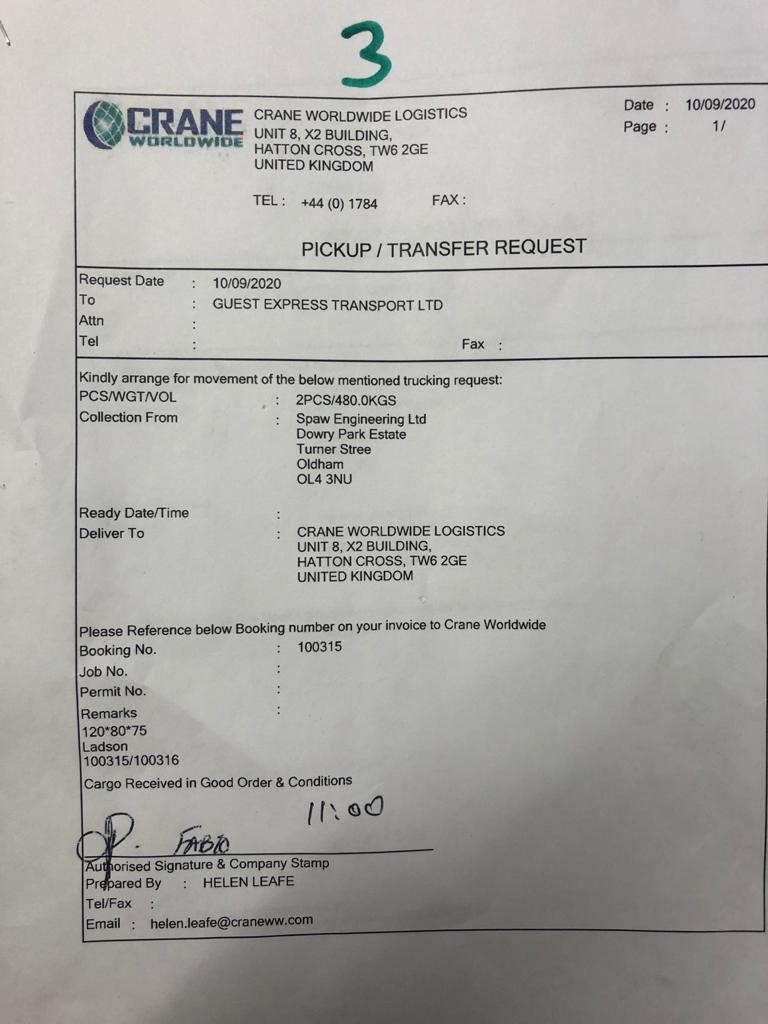 3
CRANE WORLDWIDE
CRANE WORLDWIDE LOGISTICS
UNIT 8, X2 BUILDING,
HATTON CROSS, TW6 2GE
UNITED KINGDOM
Date : 10/09/2020
Page : 1/
TEL : +44 (0) 1784 FAX :
PICKUP / TRANSFER REQUEST
Request Date : 10/09/2020
To : GUEST EXPRESS TRANSPORT LTD
Attn :
Tel : Fax :
Kindly arrange for movement of the below mentioned trucking request:
PCS/WGT/VOL : 2PCS/480.0KGS
Collection From : Spaw Engineering Ltd
Dowry Park Estate
Turner Stree
Oldham
OL4 3NU
Ready Date/Time :
Deliver To : CRANE WORLDWIDE LOGISTICS
UNIT 8, X2 BUILDING,
HATTON CROSS, TW6 2GE
UNITED KINGDOM
Please Reference below Booking number on your invoice to Crane Worldwide
Booking No. : 100315
Job No. :
Permit No. :
Remarks :
120*80*75
Ladson
100315/100316
Cargo Received in Good Order & Conditions
11:00
FABIO
Authorised Signature & Company Stamp
Prepared By : HELEN LEAFE
Tel/Fax :
Email : helen.leafe@craneww.com